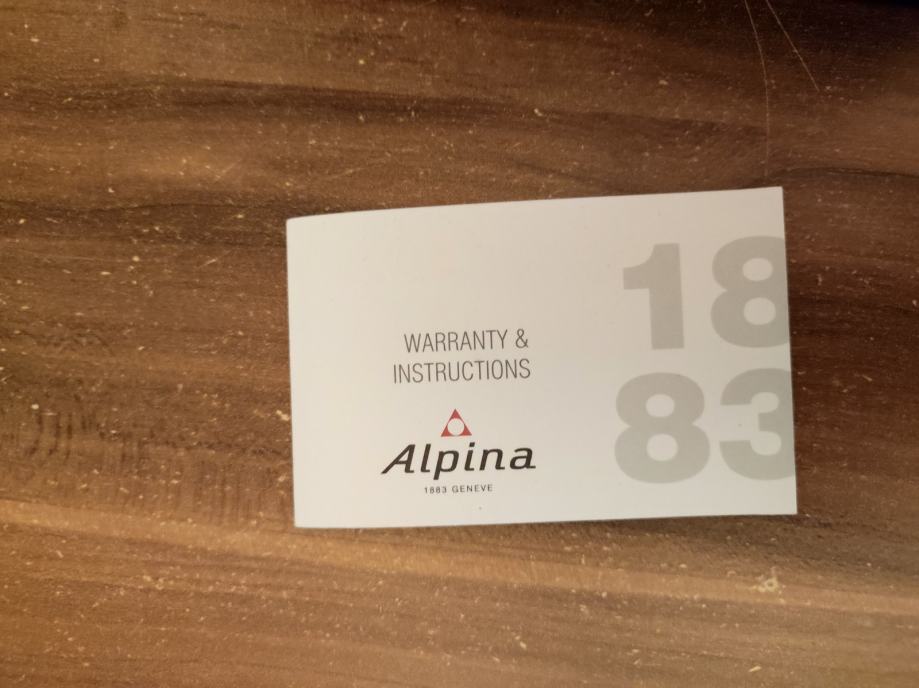 WARRANTY &
INSTRUCTIONS
Alpina
1883 GENEVE
18
83